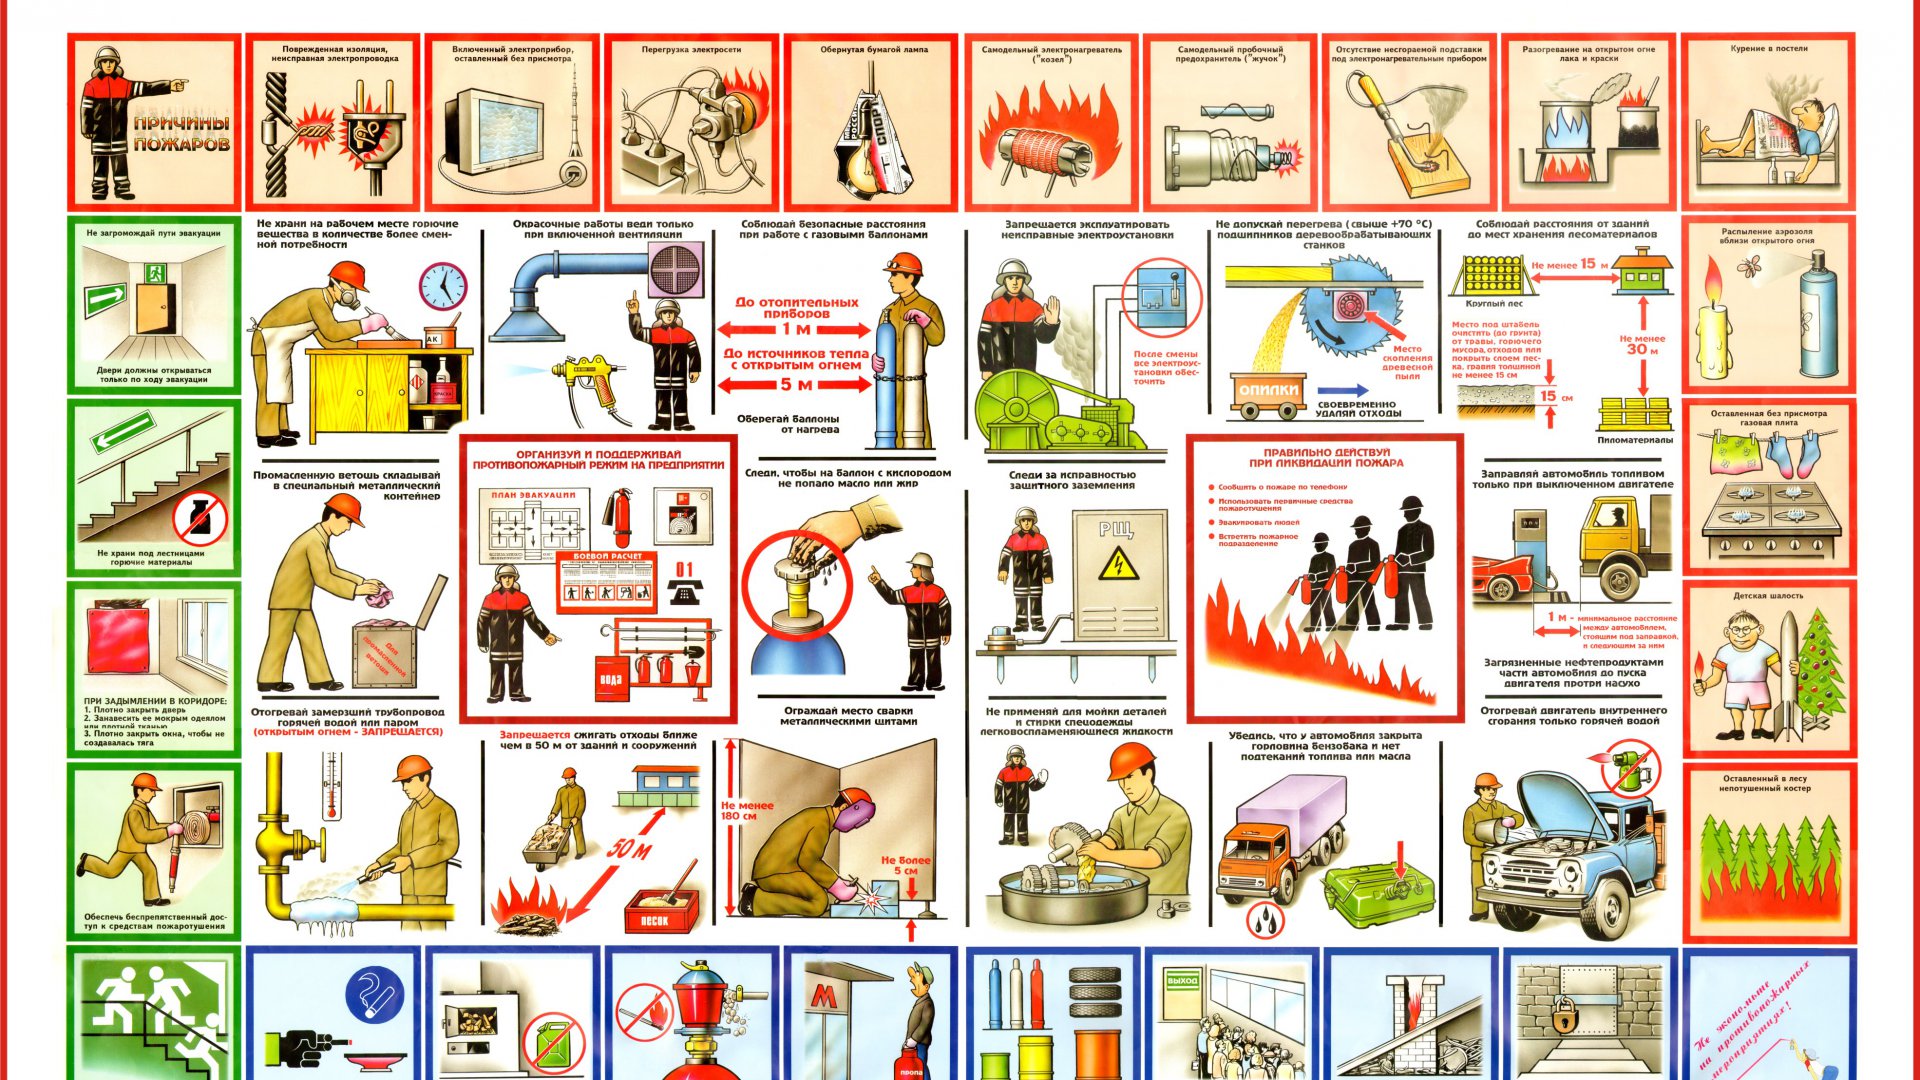 ПРИЧИНЫ
ПОЖАРОВ
Поврежденная изоляция,
неисправная электропроводка
Включенный электроприбор,
оставленный без присмотра
Перегрузка электросети
Обернутая бумагой лампа
Самодельный электронагреватель
("козел")
Самодельный пробочный
предохранитель ("жучок")
Отсутствие несгораемой подставки
под электронагревательным прибором
Разогревание на открытом огне
лака и краски
Курение в постели
Не загромождай пути эвакуации
Двери должны открываться
только по ходу эвакуации
Не храни на рабочем месте горючие
вещества в количестве более смен-
ной потребности
АК
Окрасочные работы веди только
при включенной вентиляции
Соблюдай безопасные расстояния
при работе с газовыми баллонами
До отопительных
приборов
1 м
До источников тепла
с открытым огнем
5 м
Оберегай баллоны
от нагрева
Запрещается эксплуатировать
неисправные электроустановки
После смены
все электроус-
тановки обес-
точить
Не допускай перегрева (свыше +70 °С)
подшипников деревообрабатывающих
станков
Место
скопления
древесной
пыли
ОПИЛКИ
СВОЕВРЕМЕННО
УДАЛЯЙ ОТХОДЫ
Соблюдай расстояния от зданий
до мест хранения лесоматериалов
Не менее 15 м
Круглый лес
Место под штабель
очистить (до грунта)
от травы, горючего
мусора, отходов или
покрыть слоем пес-
ка, гравия толщиной
не менее 15 см
15 см
Не менее
30 м
Пиломатериалы
Распыление аэрозоля
вблизи открытого огня
Не храни под лестницами
горючие материалы
Промасленную ветошь складывай
в специальный металлический
контейнер
Для
промасленной
ветоши
ОРГАНИЗУЙ И ПОДДЕРЖИВАЙ
ПРОТИВОПОЖАРНЫЙ РЕЖИМ НА ПРЕДПРИЯТИИ
ПЛАН ЭВАКУАЦИИ
БОЕВОЙ РАСЧЕТ
01
ВОДА
Следи, чтобы на баллон с кислородом
не попало масло или жир
Следи за исправностью
защитного заземления
РЩ
ПРАВИЛЬНО ДЕЙСТВУЙ
ПРИ ЛИКВИДАЦИИ ПОЖАРА
Сообщить о пожаре по телефону
Использовать первичные средства
пожаротушения
Эвакуировать людей
Встретить пожарное
подразделение
Заправляй автомобиль топливом
только при выключенном двигателе
1 м - минимальное расстояние
между автомобилем,
стоящим под заправкой,
и следующим за ним
Загрязненные нефтепродуктами
части автомобиля до пуска
двигателя протри насухо
Оставленная без присмотра
газовая плита
Детская шалость
ПРИ ЗАДЫМЛЕНИИ В КОРИДОРЕ:
1. Плотно закрыть дверь
2. Занавесить ее мокрым одеялом
или плотной тканью
3. Плотно закрыть окна, чтобы не
создавалась тяга
Отогревай замерзший трубопровод
горячей водой или паром
(открытым огнем - ЗАПРЕЩАЕТСЯ)
Запрещается сжигать отходы ближе
чем в 50 м от зданий и сооружений
50 м
ПЕСОК
Ограждай место сварки
металлическими щитами
Не менее
180 см
Не более
5 см
Не применяй для мойки деталей
и стирки спецодежды
легковоспламеняющиеся жидкости
Убедись, что у автомобиля закрыта
горловина бензобака и нет
подтеканий топлива или масла
Отогревай двигатель внутреннего
сгорания только горячей водой
Оставленный в лесу
непотушенный костер
Обеспечь беспрепятственный дос-
туп к средствам пожаротушения
М
ПРОПА
ВЫХОД
Не экономьте
на противопожарных
мероприятиях!